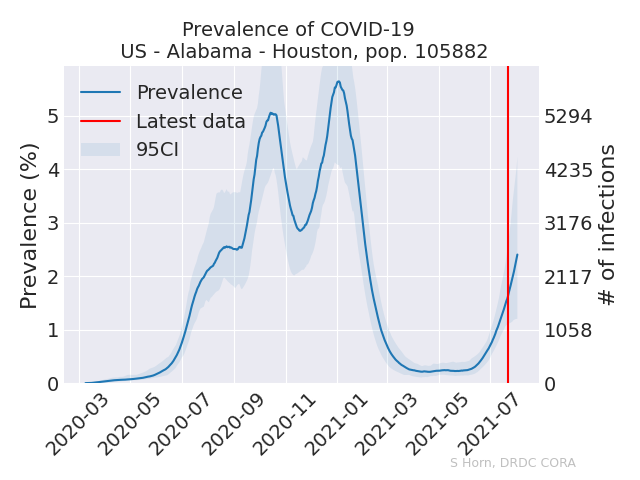 Prevalence of COVID-19
US - Alabama - Houston, pop. 105882
Prevalence
Latest data
95CI
Prevalence (%)
5
4
3
2
1
0
5294
4235
3176
2117
1058
0
# of infections
2020-03
2020-05
2020-07
2020-09
2020-11
2021-01
2021-03
2021-05
2021-07
S Horn, DRDC CORA